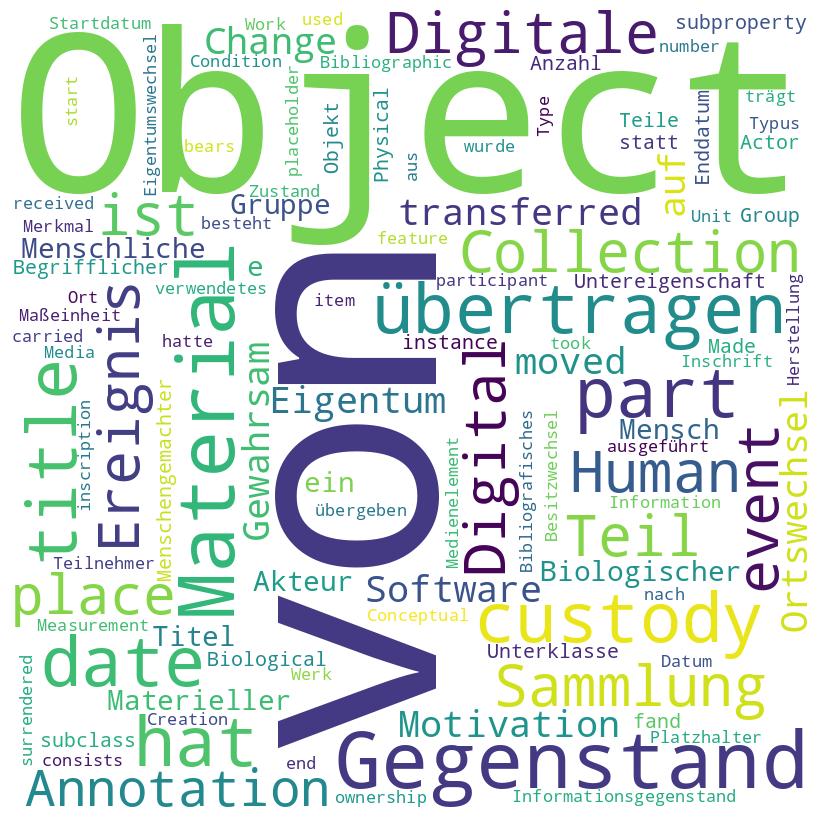 Object
von
Gegenstand
Digitale
Change
Startdatum
Work
used
subproperty
number
Condition
Bibliographic
Anzahl
start
Eigentumswechsel
placeholder
Objekt
Physical
Type
Teile
Enddatum
trägt
Typus
Actor
bears
wurde
aus
statt
auf
received
ist
Zustand
Gruppe
besteht
transferred
Unit
Group
Merkmal
Menschliche
Material
feature
Collection
Begrifflicher
verwendetes
e
participant
Untereigenschaft
Ort
Maßeinheit
Ereignis
item
übertragen
Herstellung
carried
Media
hatte
instance
took
Made
Inschrift
moved
title
inscription
Menschengemachter
Gewahrsam
Eigentum
Digital
part
Mensch
ausgeführt
event
Ortswechsel
Medienelement
Bibliografisches
Besitzwechsel
Human
ein
übergeben
Information
Teil
Teilnehmer
Akteur
Software
Biologischer
nach
place
Conceptual
custody
Measurement
Titel
date
Biological
Werk
Unterklasse
Datum
Sammlung
Materieller
surrendered
Creation
Motivation
fand
Platzhalter
subclass
hat
consists
end
Annotation
ownership
Informationsgegenstand